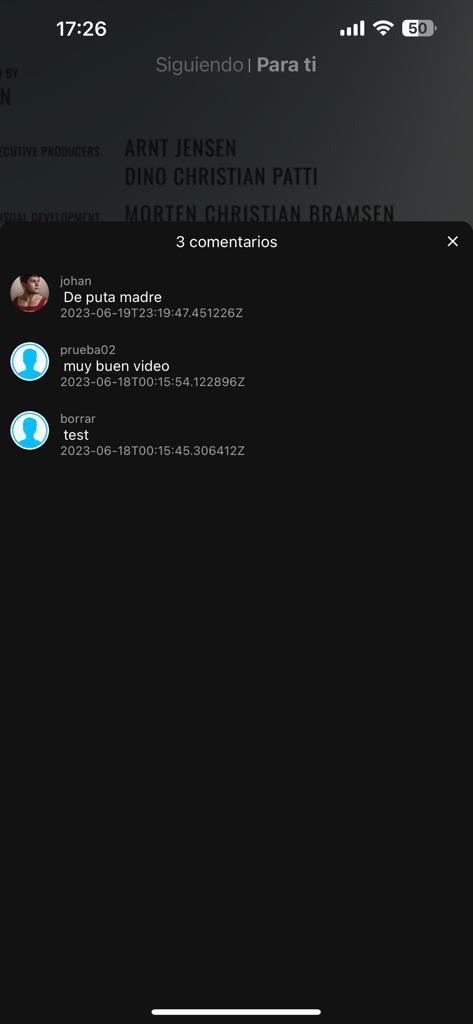 17:26
50
Siguiendo | Para ti
D BY
N
ECUTIVE PRODUCERS
ARNT JENSEN
DINO CHRISTIAN PATTI
ISUAL DEVELOPMENT
MORTEN CHRISTIAN BRAMSEN
3 comentarios
johan
De puta madre
2023-06-19T23:19:47.451226Z
prueba02
muy buen video
2023-06-18T00:15:54.122896Z
borrar
test
2023-06-18T00:15:45.306412Z